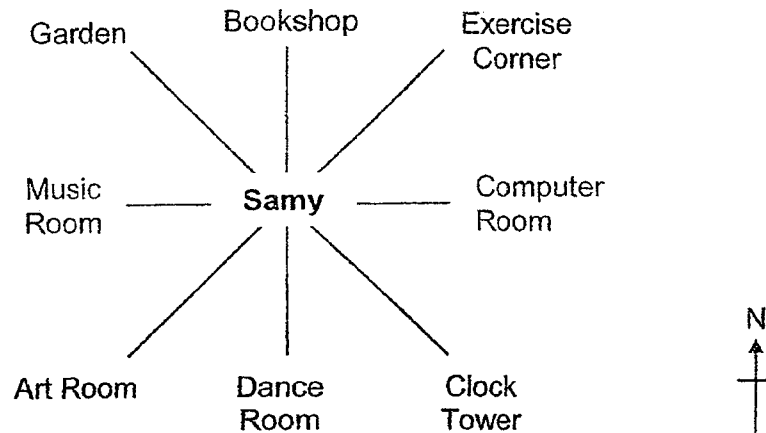 Garden
Bookshop
Exercise
Corner
Music
Room
Samy
Computer
Room
N
Art Room
Dance
Room
Clock
Tower